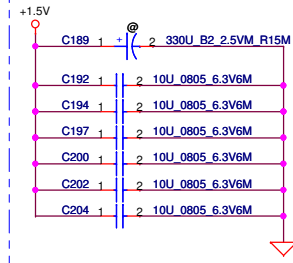 +1.5V
@
C189 1 + 2 330U_B2_2.5VM_R15M
C192 1 2 10U_0805_6.3V6M
C194 1 2 10U_0805_6.3V6M
C197 1 2 10U_0805_6.3V6M
C200 1 2 10U_0805_6.3V6M
C202 1 2 10U_0805_6.3V6M
C204 1 2 10U_0805_6.3V6M